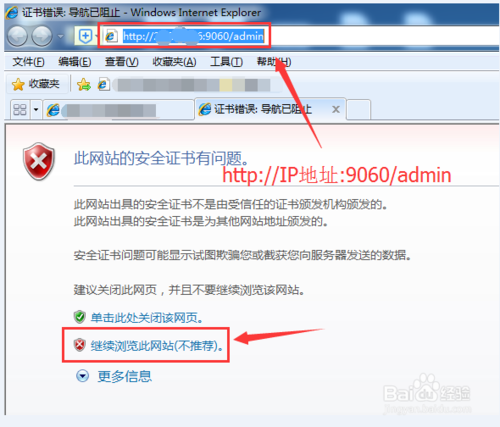 证书错误: 导航已阻止 - Windows Internet Explorer
http://
:9060/admin
文件(F) 编辑(E) 查看(V) 收藏夹(A) 工具(T) 帮助(H)
收藏夹
证书错误: 导航已阻止
此网站的安全证书有问题。
http://IP地址:9060/admin
此网站出具的安全证书不是由受信任的证书颁发机构颁发的。
此网站出具的安全证书是为其他网站地址颁发的。
安全证书问题可能显示试图欺骗您或截获您向服务器发送的数据。
建议关闭此网页，并且不要继续浏览该网站。
单击此处关闭该网页。
继续浏览此网站(不推荐)。
更多信息
Baidu 经验
jingyan.baidu.com